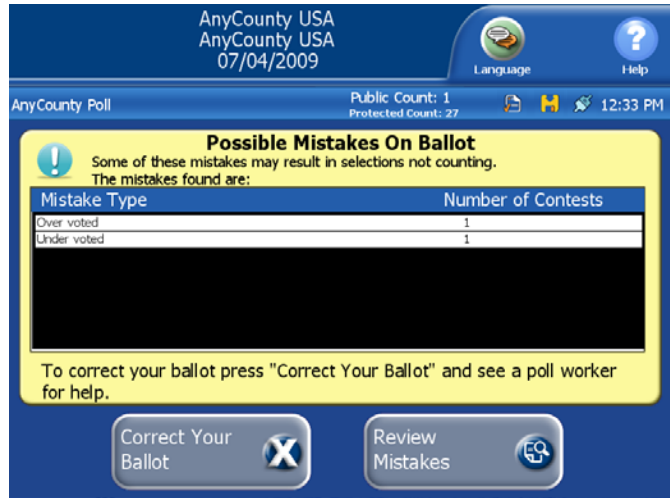 AnyCounty USA
AnyCounty USA
07/04/2009
Language
Help
AnyCounty Poll
Public Count: 1
Protected Count: 27
12:33 PM
Possible Mistakes On Ballot
Some of these mistakes may result in selections not counting.
The mistakes found are:
Mistake Type Number of Contests
Over voted 1
Under voted 1
To correct your ballot press "Correct Your Ballot" and see a poll worker
for help.
Correct Your
Ballot
Review
Mistakes